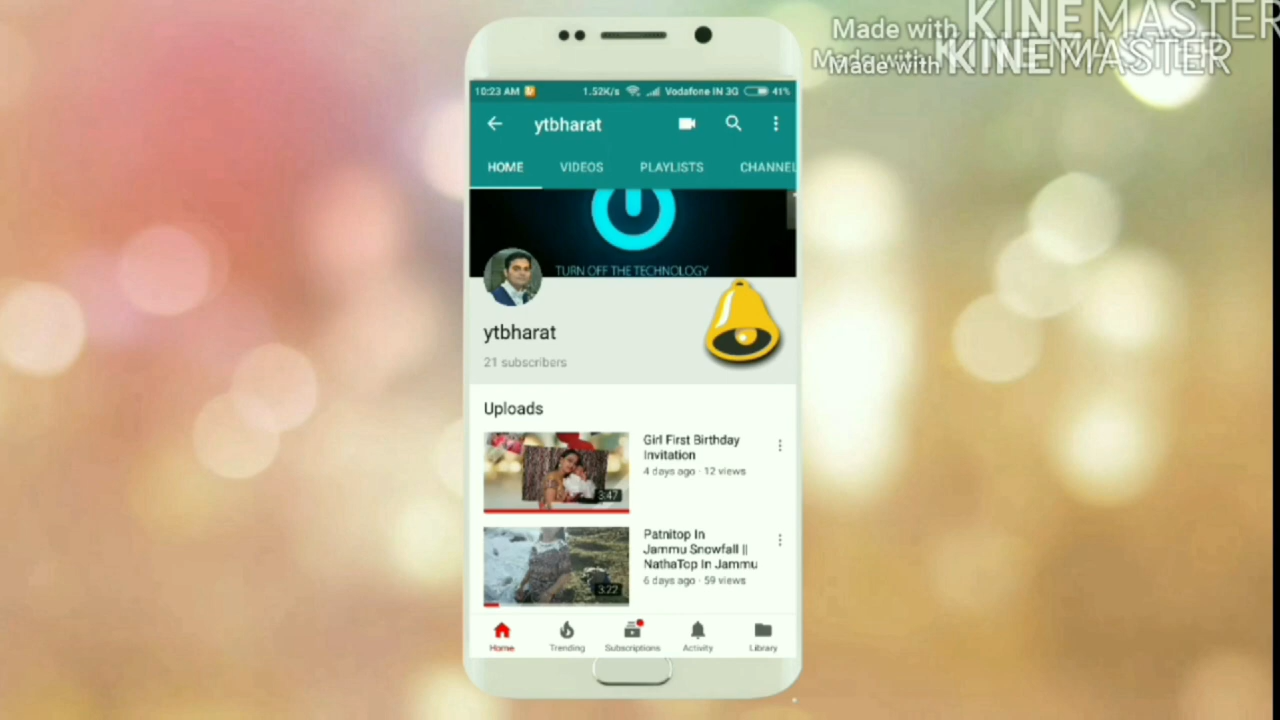 Made with KINEMASTER
Made with KINEMASTER
10:23 AM 1.52K/s Vodafone IN 3G 41%
ytbharat
HOME VIDEOS PLAYLISTS CHANNEL
TURN OFF THE TECHNOLOGY
ytbharat
21 subscribers
Uploads
Girl First Birthday
Invitation
4 days ago · 12 views
3:47
Patnitop In
Jammu Snowfall ||
NathaTop In Jammu
6 days ago · 59 views
3:22
Home Trending Subscriptions Activity Library